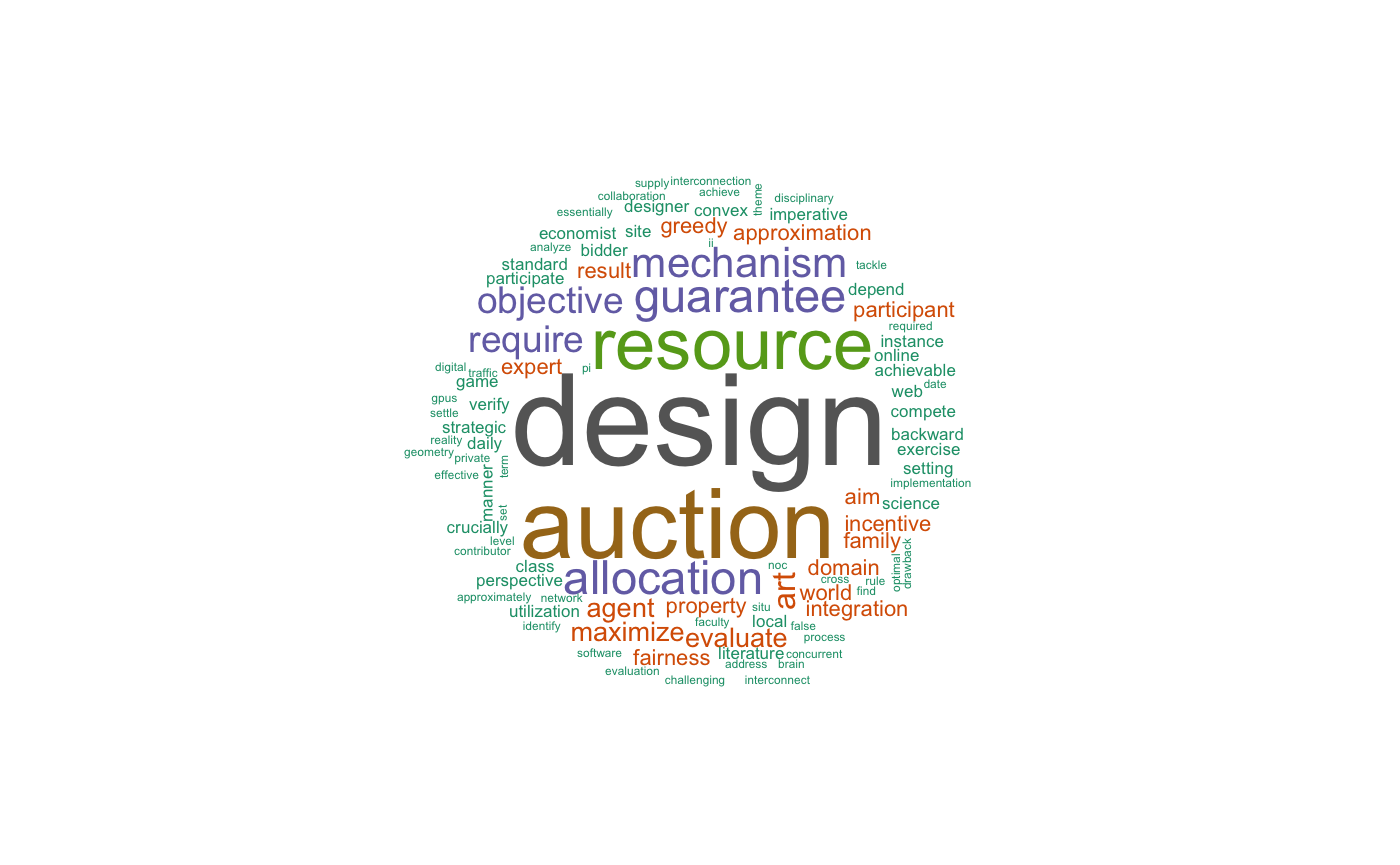 supply interconnection
collaboration achieve theme disciplinary
essentially designer convex imperative
economist site greedy approximation
analyze bidder ii
standard result mechanism tackle
participate objective guarantee depend
participant
require resource required
instance
online
digital traffic expert pi achievable
game date
gpus verify design web
settle compete
strategic backward
reality daily exercise
geometry private term setting
effective manner implementation
set auction aim science
crucially incentive
level family
contributor drawback
class allocation noc art domain optimal
perspective cross rule
approximately network world find
utilization agent property situ integration
identify faculty local false
maximize evaluate process
software fairness literature concurrent
evaluation address brain
challenging interconnect